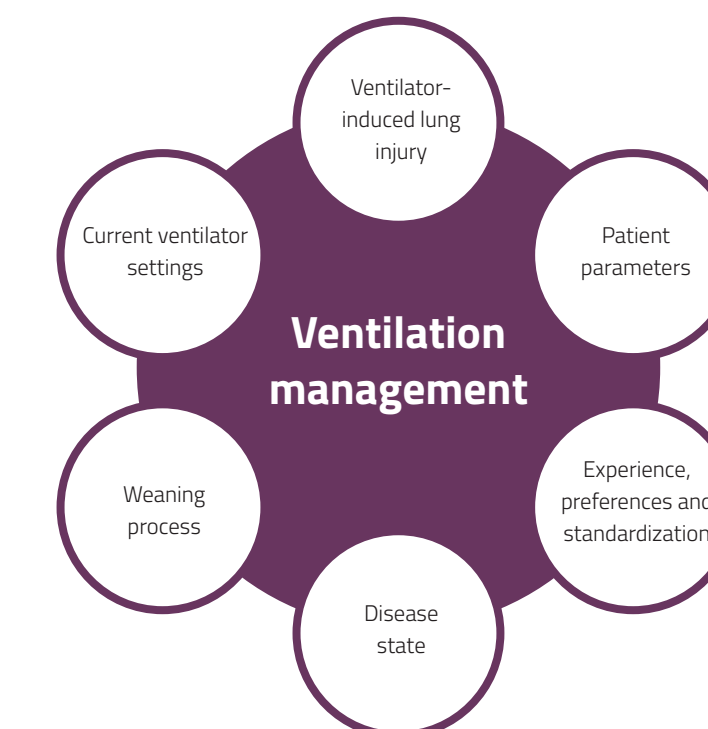 Ventilator-
induced lung
injury
Current ventilator
settings
Patient
parameters
Ventilation
management
Weaning
process
Experience,
preferences and
standardization
Disease
state